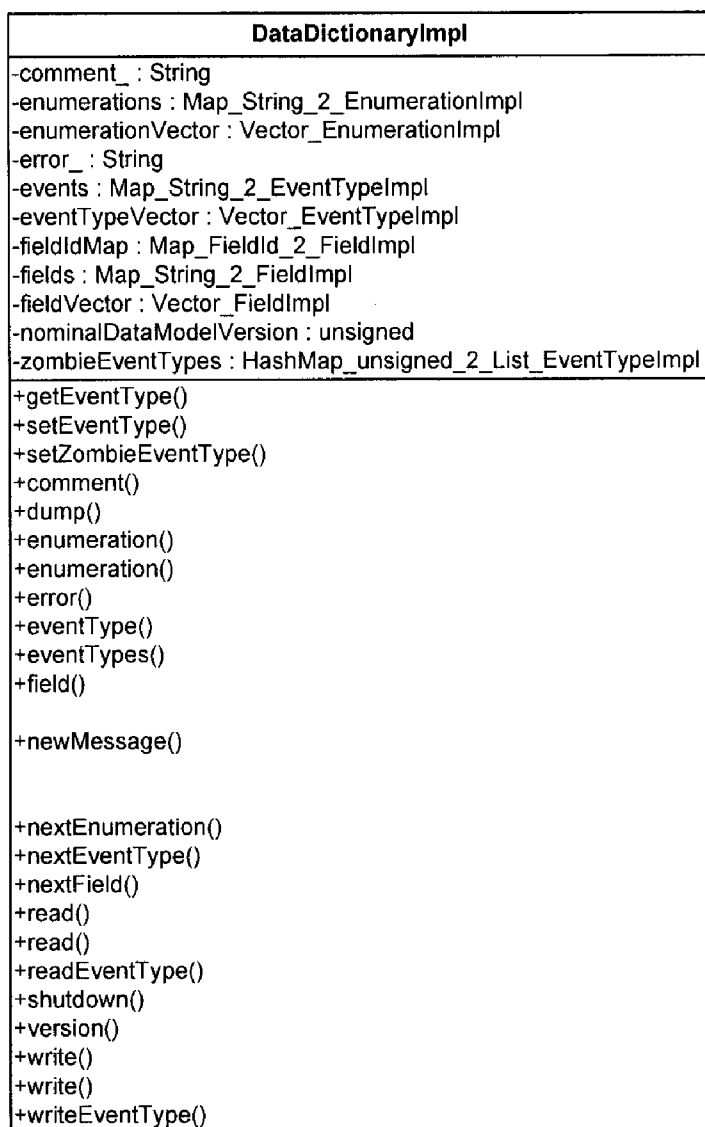 DataDictionaryImpl
-comment_ : String
-enumerations : Map_String_2_EnumerationImpl
-enumerationVector : Vector_EnumerationImpl
-error_ : String
-events : Map_String_2_EventTypeImpl
-eventTypeVector : Vector_EventTypeImpl
-fieldIdMap : Map_FieldId_2_FieldImpl
-fields : Map_String_2_FieldImpl
-fieldVector : Vector_FieldImpl
-nominalDataModelVersion : unsigned
-zombieEventTypes : HashMap_unsigned_2_List_EventTypeImpl
+getEventType()
+setEventType()
+setZombieEventType()
+comment()
+dump()
+enumeration()
+enumeration()
+error()
+eventType()
+eventTypes()
+field()
+newMessage()
+nextEnumeration()
+nextEventType()
+nextField()
+read()
+read()
+readEventType()
+shutdown()
+version()
+write()
+write()
+writeEventType()